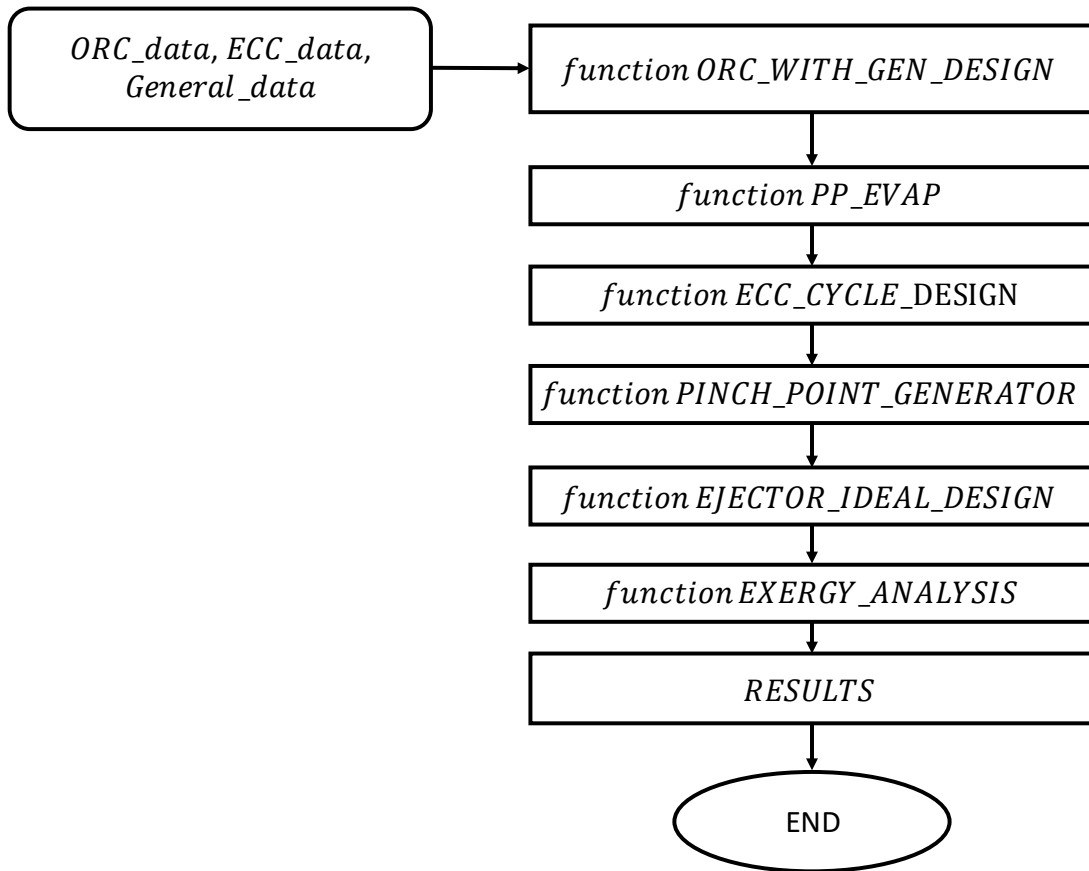 ORC_data, ECC_data,
General_data
function ORC_WITH_GEN_DESIGN
function PP_EVAP
function ECC_CYCLE_DESIGN
function PINCH_POINT_GENERATOR
function EJECTOR_IDEAL_DESIGN
function EXERGY_ANALYSIS
RESULTS
END